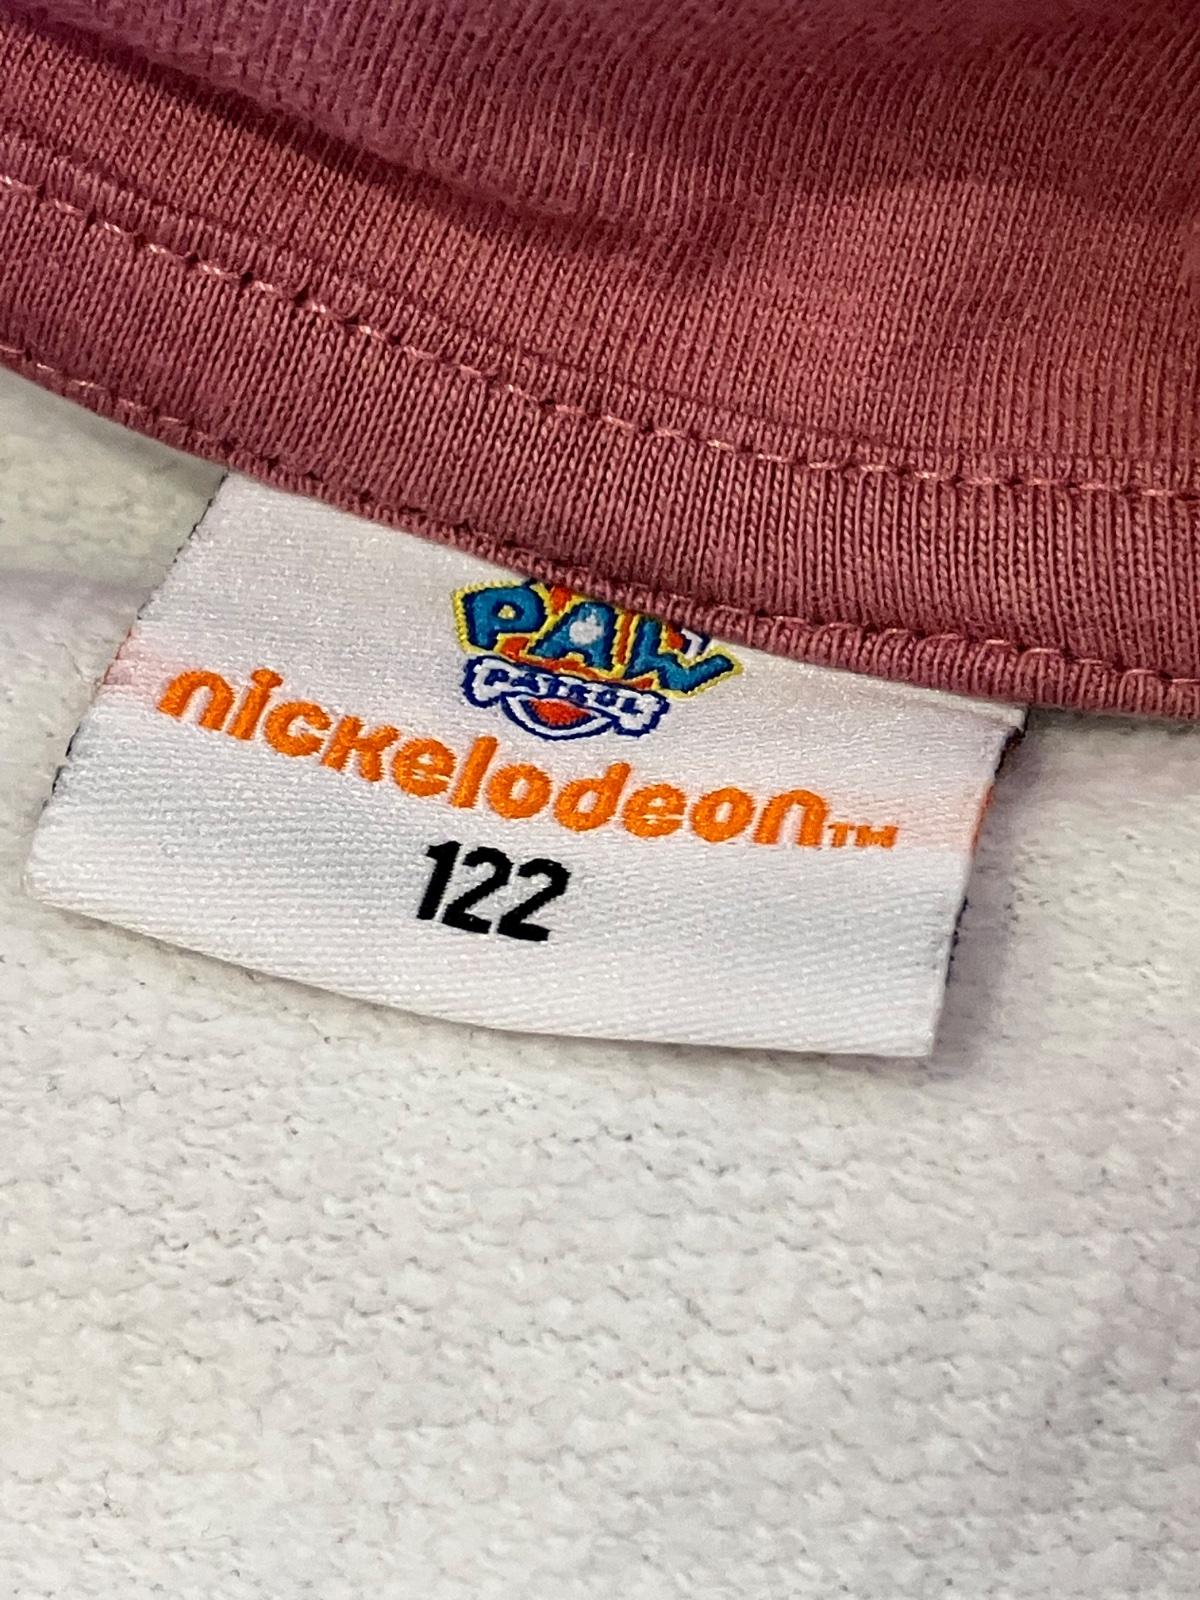 PAW
PATROL
nickelodeon™
122